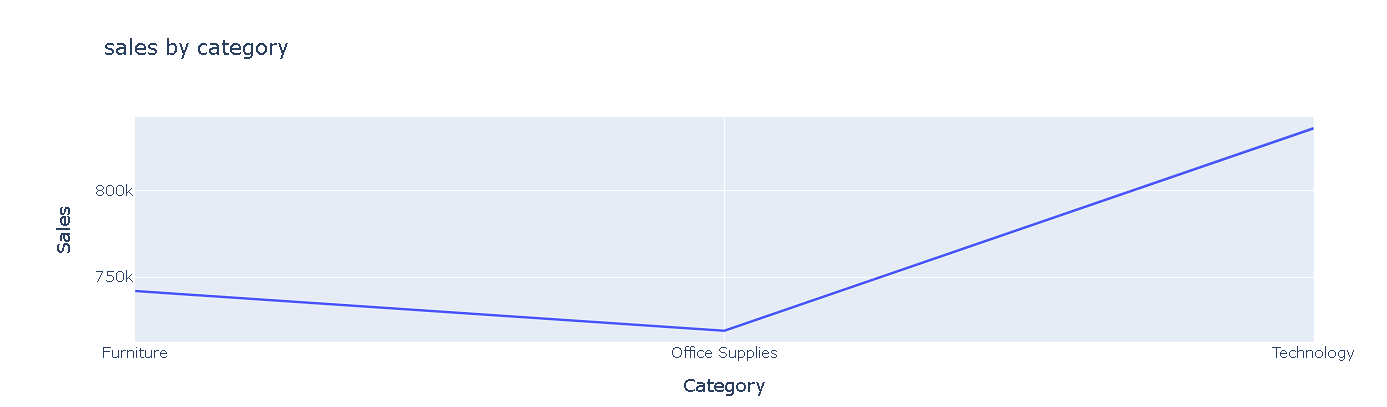 sales by category
800k
750k
Sales
Furniture
Office Supplies
Technology
Category